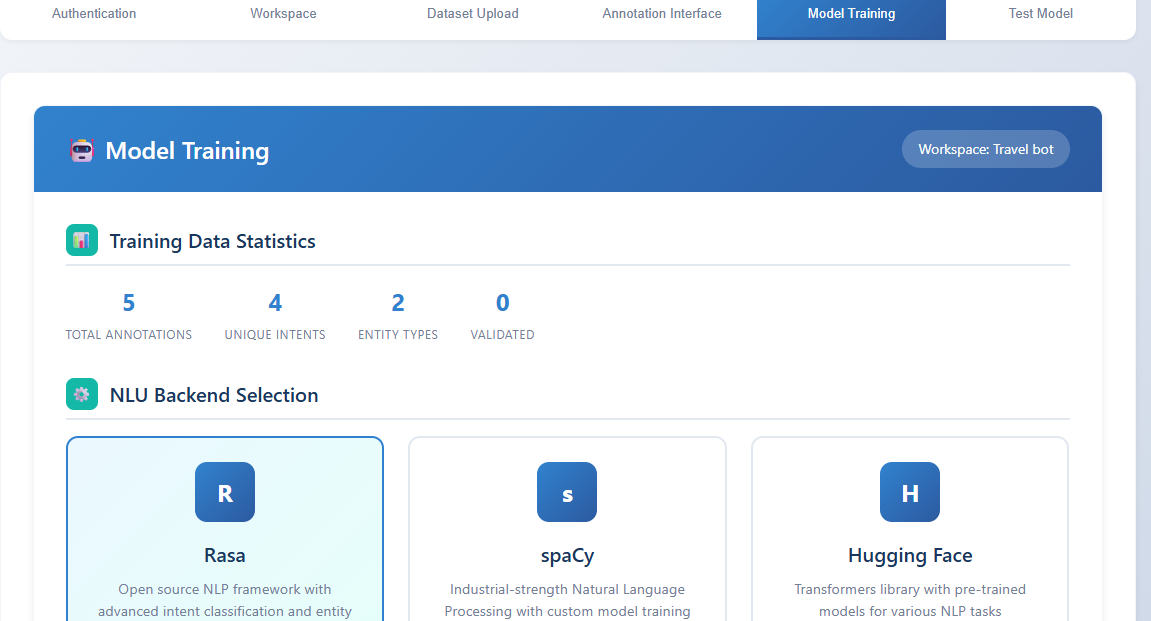 Authentication
Workspace
Dataset Upload
Annotation Interface
Model Training
Test Model
Model Training
Workspace: Travel bot
Training Data Statistics
5
TOTAL ANNOTATIONS
4
UNIQUE INTENTS
2
ENTITY TYPES
0
VALIDATED
NLU Backend Selection
R
Rasa
Open source NLP framework with
advanced intent classification and entity
s
spaCy
Industrial-strength Natural Language
Processing with custom model training
H
Hugging Face
Transformers library with pre-trained
models for various NLP tasks